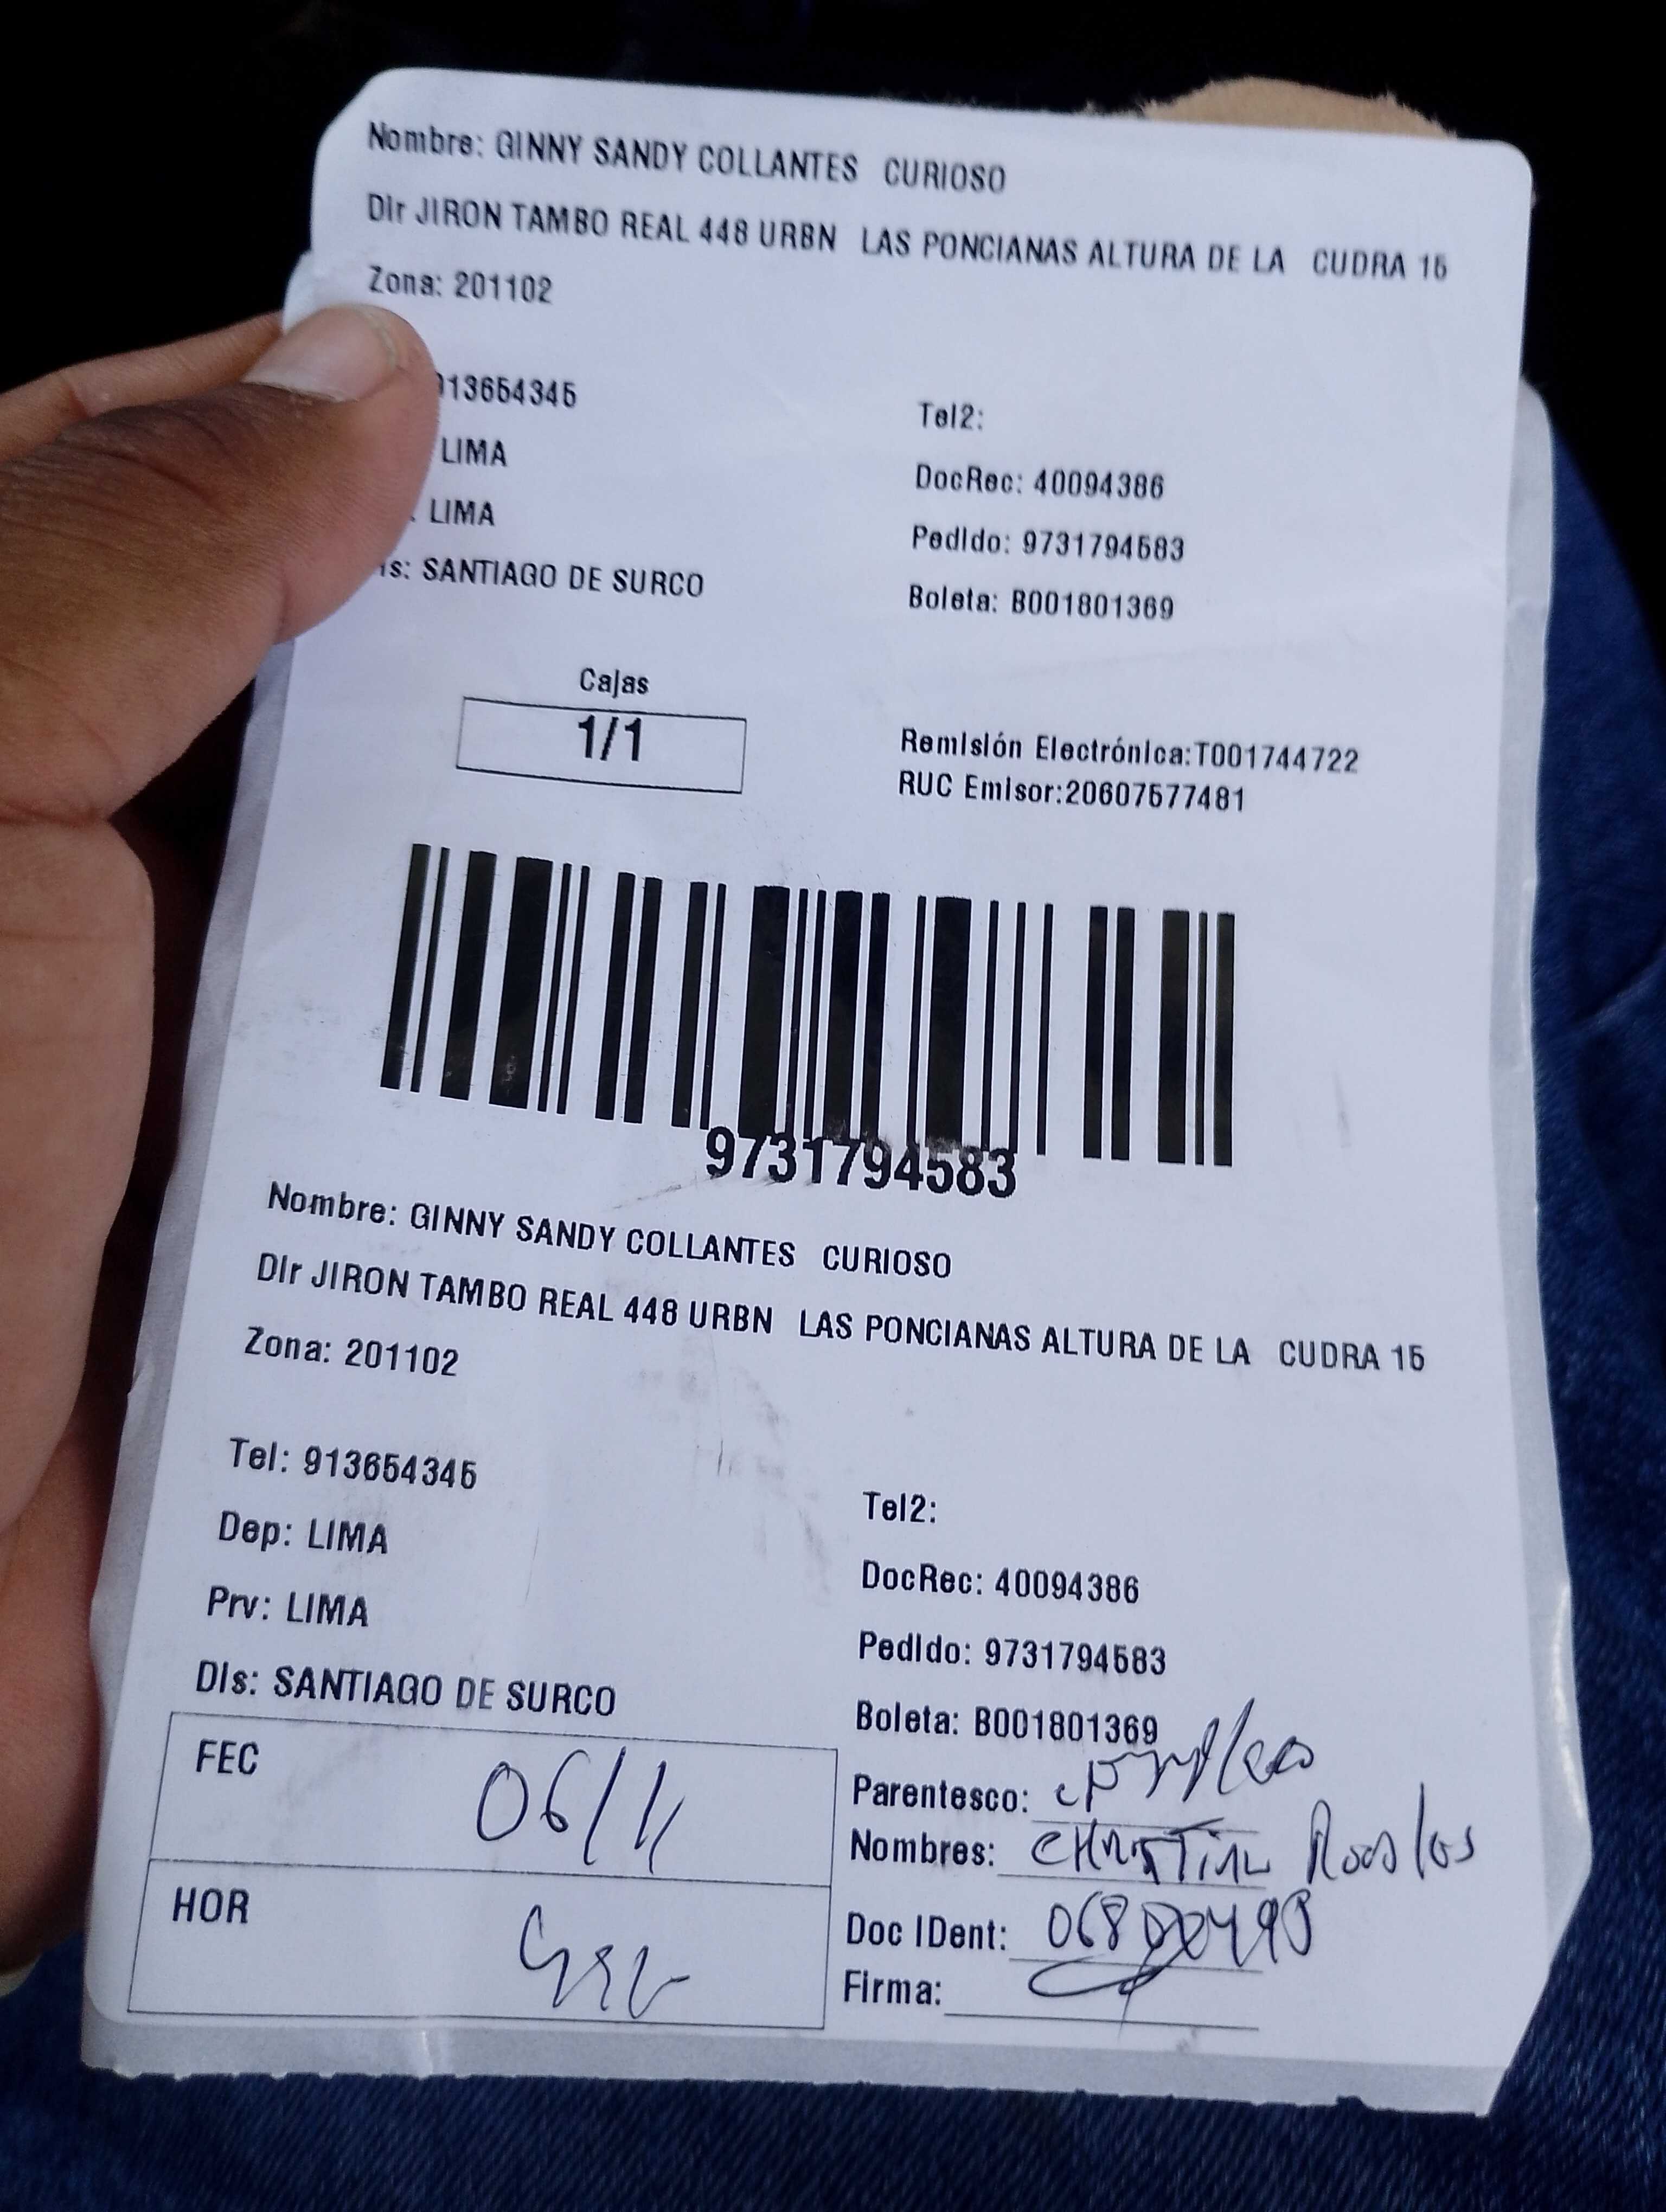 Nombre: GINNY SANDY COLLANTES CURIOSO
Dir JIRON TAMBO REAL 448 URBN LAS PONCIANAS ALTURA DE LA CUDRA 15
Zona: 201102
13654345
Tel2:
LIMA
DocRec: 40094386
. LIMA
Pedido: 9731794583
is: SANTIAGO DE SURCO
Boleta: B001801369
Cajas
1/1
Remisión Electrónica:T001744722
RUC Emisor:20607577481
9731794583
Nombre: GINNY SANDY COLLANTES CURIOSO
Dir JIRON TAMBO REAL 448 URBN LAS PONCIANAS ALTURA DE LA CUDRA 15
Zona: 201102
Tel: 913654345
Tel2:
Dep: LIMA
DocRec: 40094386
Prv: LIMA
Pedido: 9731794583
Dis: SANTIAGO DE SURCO
Boleta: B001801369
FEC 06/11
Parentesco:
Nombres:
HOR
Doc IDent:
Firma: